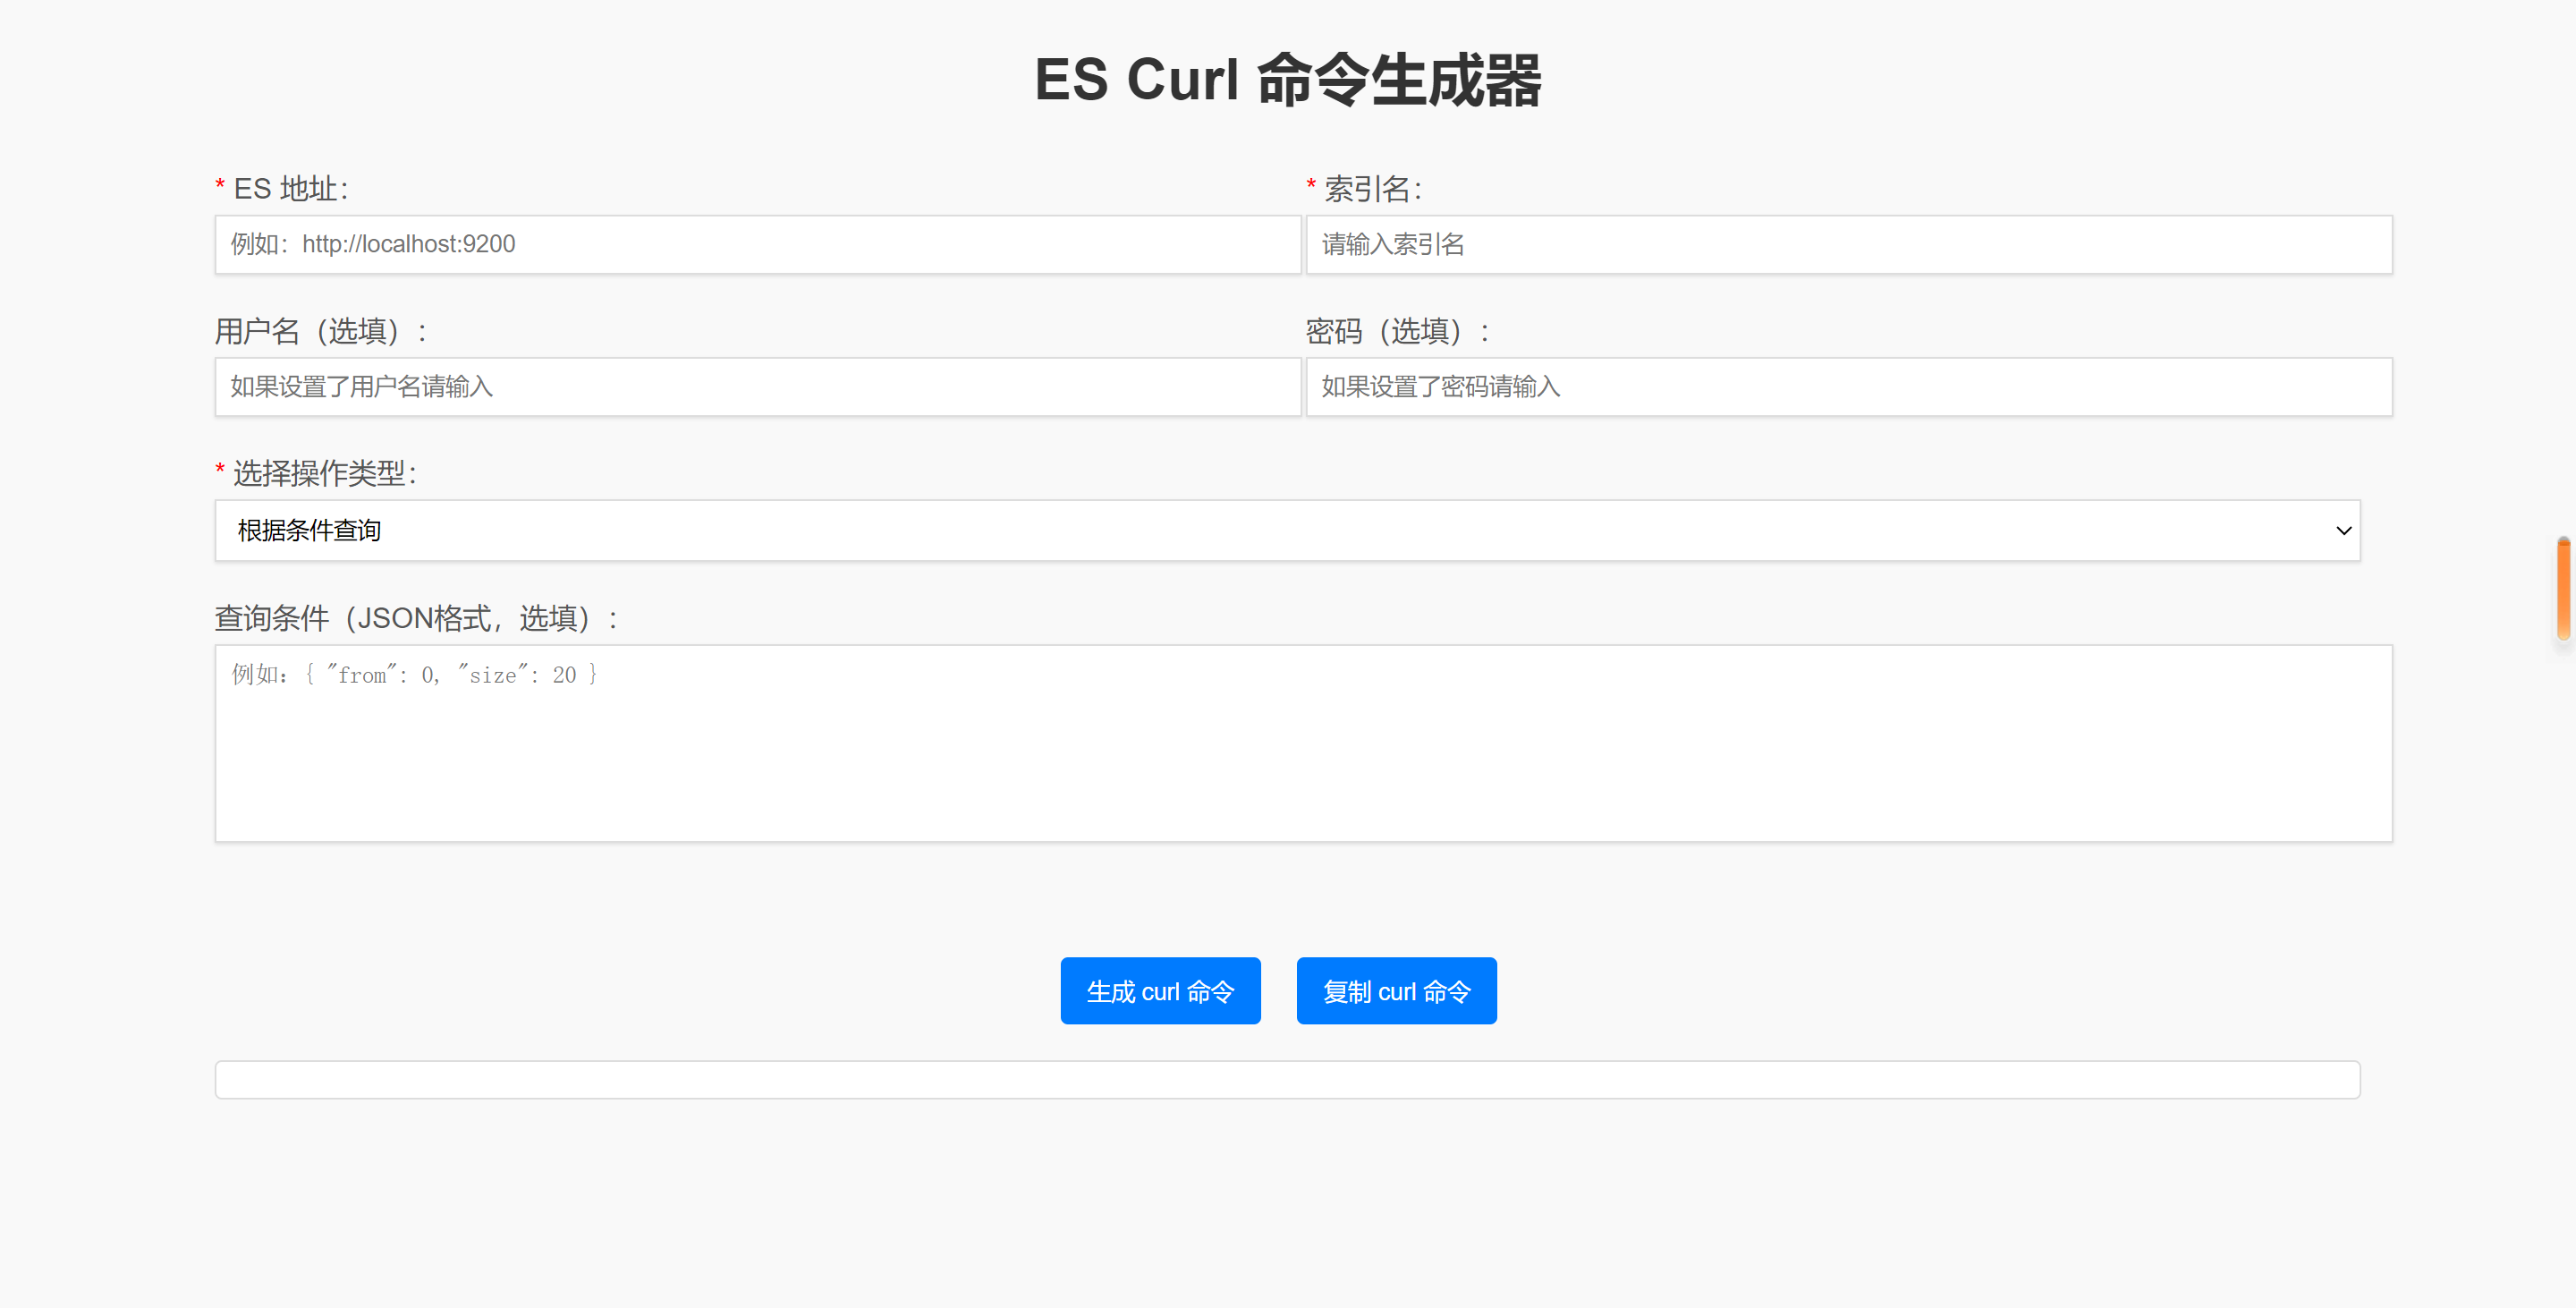 ES Curl 命令生成器
* ES 地址：
* 索引名：
例如：http://localhost:9200
请输入索引名
用户名（选填）：
密码（选填）：
如果设置了用户名请输入
如果设置了密码请输入
* 选择操作类型：
根据条件查询
查询条件（JSON格式，选填）：
例如：{ "from": 0, "size": 20 }
生成 curl 命令
复制 curl 命令